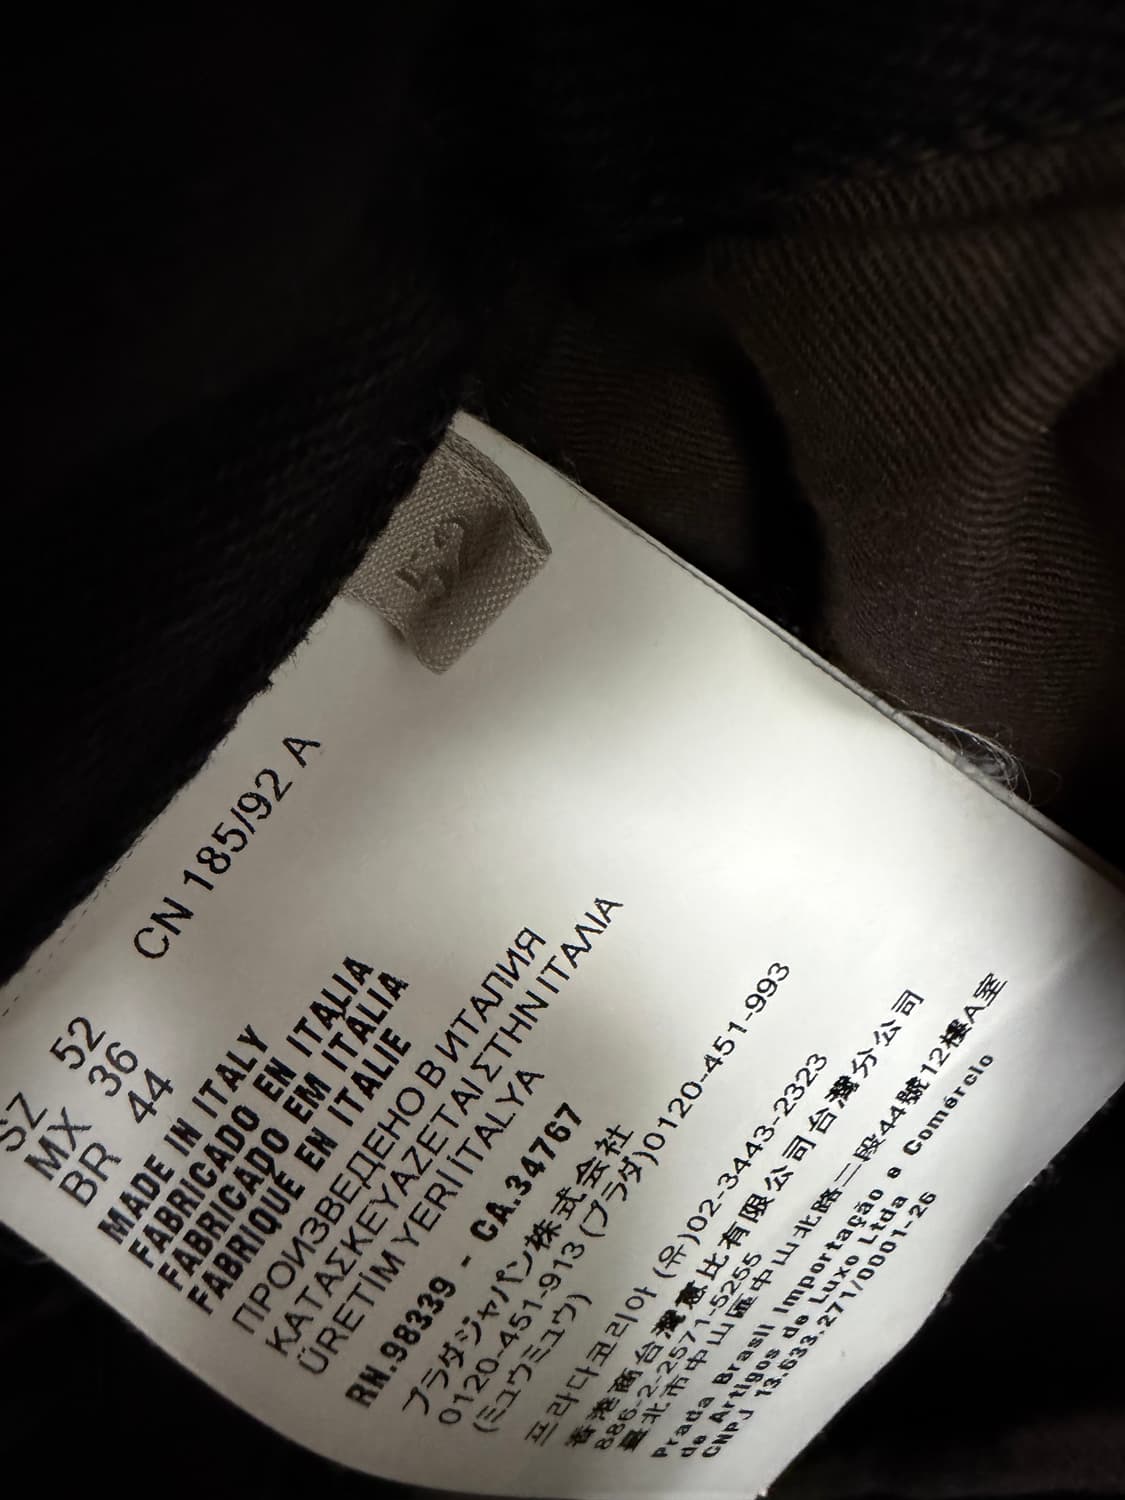 52
CN 185/92 A
SZ 52
MX 36
BR 44
MADE IN ITALY
FABRICADO EN ITALIA
FABRICADO EM ITÁLIA
FABRIQUÉ EN ITALIE
ПРОИЗВЕДЕНО В ИТАЛИЯ
ΚΑΤΑΣΚΕΥΑΖΕΤΑΙ ΣΤΗΝ ΙΤΑΛΙΑ
ÜRETİM YERİ İTALYA
RN.98339 - CA.34767
プラダジャパン株式会社
0120-451-913 (プラダ)0120-451-993
(ミュウミュウ)
프라다코리아 (유)02-3443-2323
香港商台灣慕比有限公司台灣分公司
886-2-2571-5255
臺北市中山區中山北路二段44號12樓A室
Prada Brasil Importação e Comércio
de Artigos de Luxo Ltda
CNPJ 13.633.271/0001-26